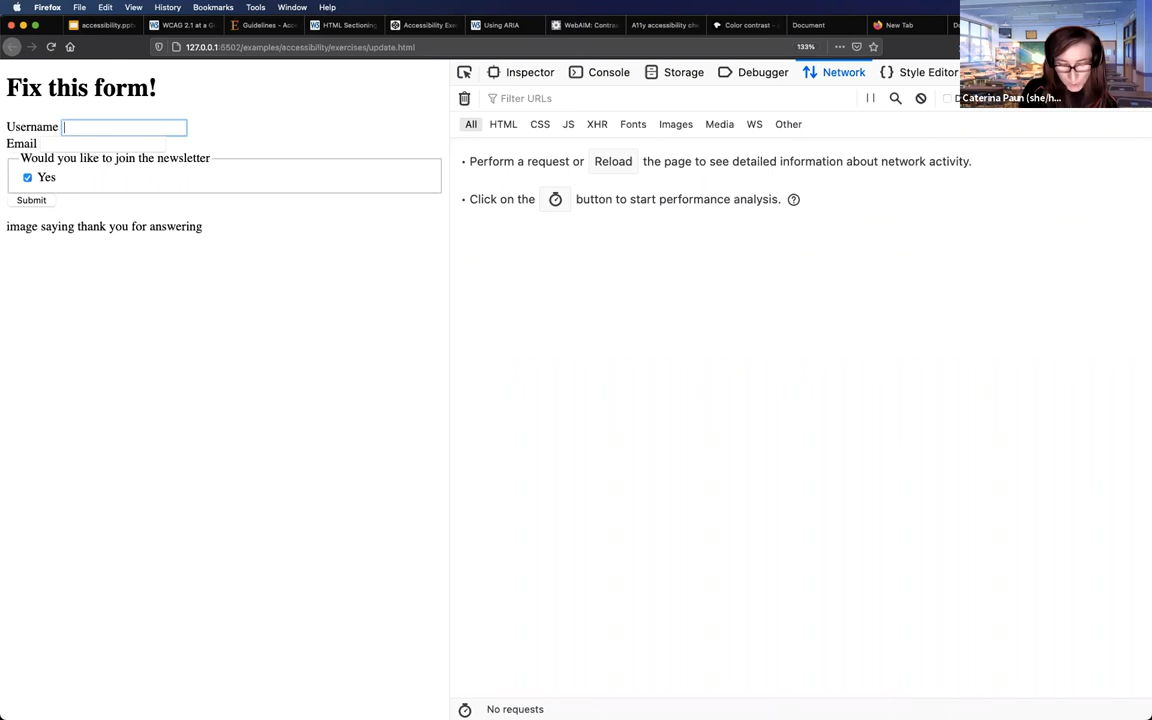 Firefox File Edit View History Bookmarks Tools Window Help
accessibility.ppt WCAG 2.1 at a G Guidelines – Acc HTML Sectioning Accessibility Exe Using ARIA WebAIM: Contra A11y accessibility che Color contrast – Document New Tab
127.0.0.1:5502/examples/accessibility/exercises/update.html 133%
Inspector Console Storage Debugger Network Style Editor
Fix this form!
Filter URLs
Caterina Paun (she/h...
All HTML CSS JS XHR Fonts Images Media WS Other
Username
Email
Would you like to join the newsletter
Yes
Submit
image saying thank you for answering
• Perform a request or Reload the page to see detailed information about network activity.
• Click on the button to start performance analysis.
No requests